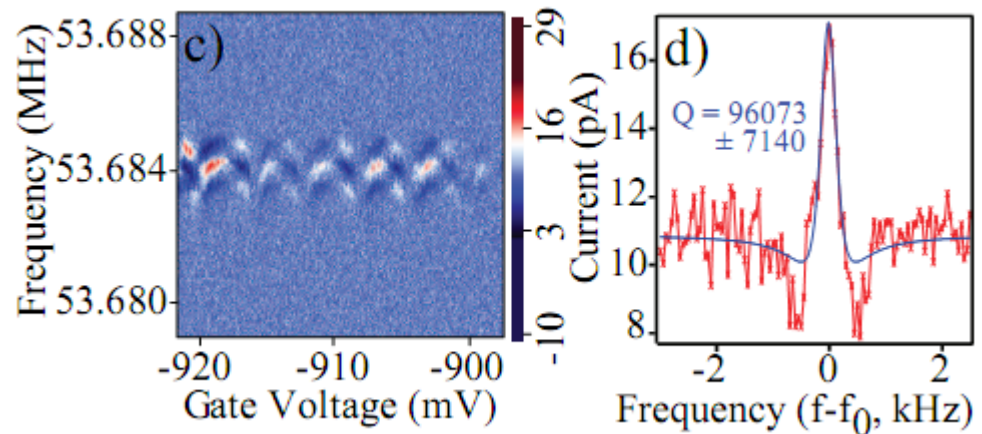 c)
Frequency (MHz)
53.688
53.684
53.680
-920
-910
-900
Gate Voltage (mV)
29
16
3
-10
d)
Q = 96073
± 7140
Current (pA)
16
14
12
10
8
-2
0
2
Frequency (f-f0, kHz)